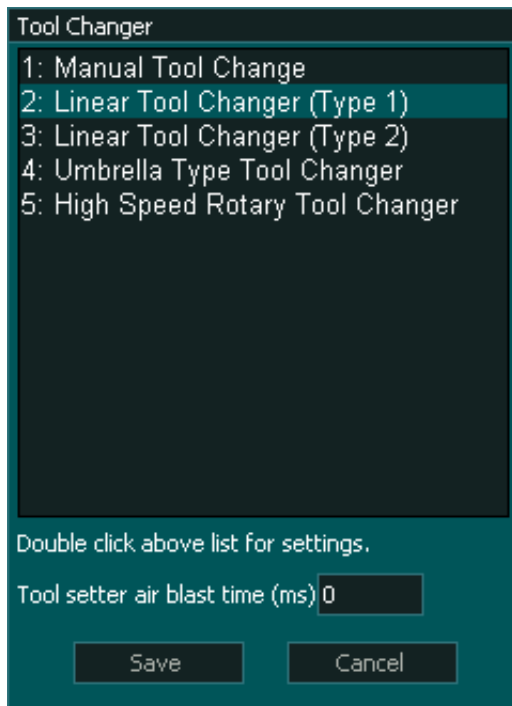 Tool Changer
1: Manual Tool Change
2: Linear Tool Changer (Type 1)
3: Linear Tool Changer (Type 2)
4: Umbrella Type Tool Changer
5: High Speed Rotary Tool Changer
Double click above list for settings.
Tool setter air blast time (ms) 0
Save Cancel